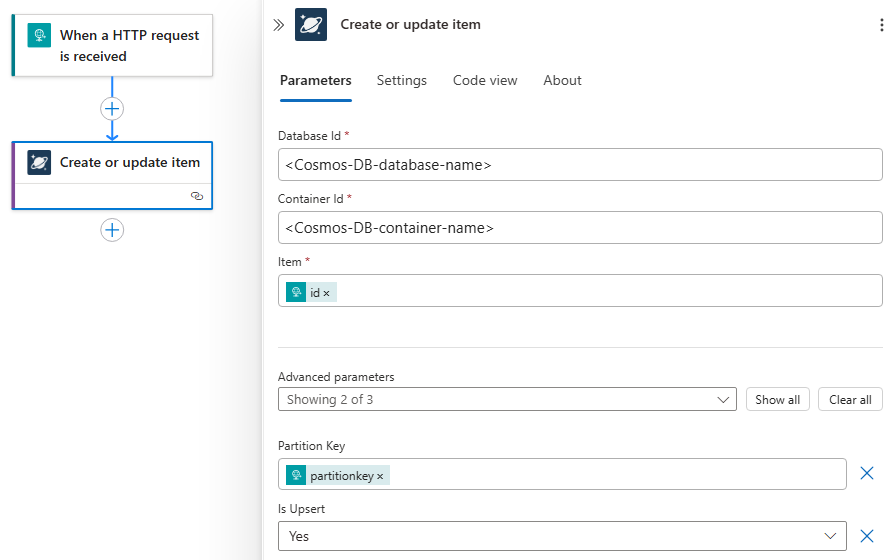 When a HTTP request
is received
Create or update item
Create or update item
Parameters
Settings
Code view
About
Database Id *
<Cosmos-DB-database-name>
Container Id *
<Cosmos-DB-container-name>
Item *
id ×
Advanced parameters
Showing 2 of 3
Show all
Clear all
Partition Key
partitionkey ×
Is Upsert
Yes